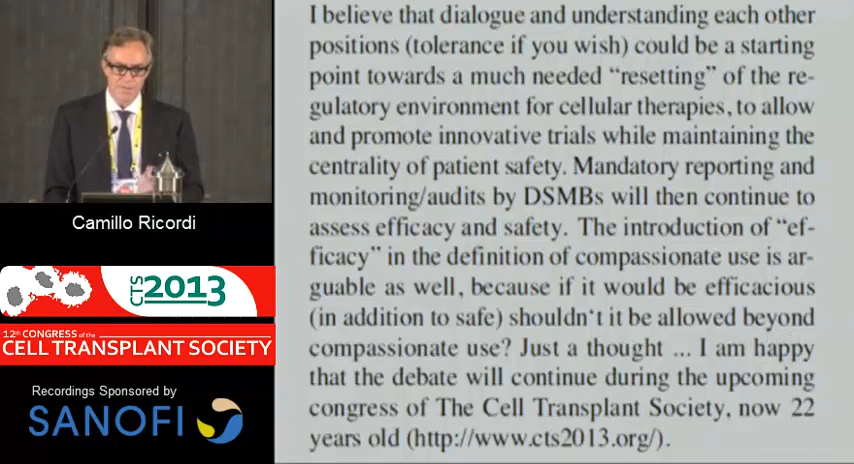 I believe that dialogue and understanding each other
positions (tolerance if you wish) could be a starting
point towards a much needed “resetting” of the re-
gulatory environment for cellular therapies, to allow
and promote innovative trials while maintaining the
centrality of patient safety. Mandatory reporting and
monitoring/audits by DSMBs will then continue to
assess efficacy and safety. The introduction of “ef-
ficacy” in the definition of compassionate use is ar-
guable as well, because if it would be efficacious
(in addition to safe) shouldn‘t it be allowed beyond
compassionate use? Just a thought ... I am happy
that the debate will continue during the upcoming
congress of The Cell Transplant Society, now 22
years old (http://www.cts2013.org/).
Camillo Ricordi
CTS 2013
12th CONGRESS of the
CELL TRANSPLANT SOCIETY
Recordings Sponsored by
SANOFI